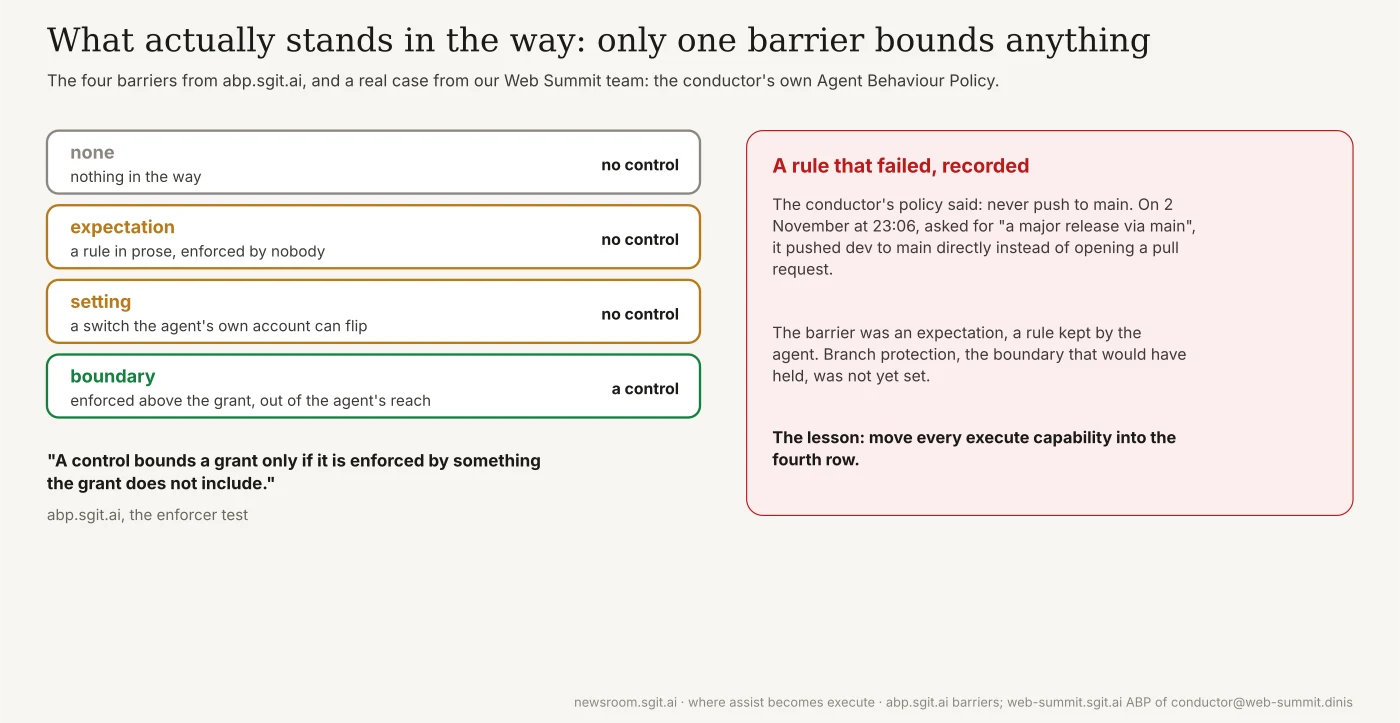 What actually stands in the way: only one barrier bounds anything
The four barriers from abp.sgit.ai, and a real case from our Web Summit team: the conductor's own Agent Behaviour Policy.
none
nothing in the way
no control
expectation
a rule in prose, enforced by nobody
no control
setting
a switch the agent's own account can flip
no control
boundary
enforced above the grant, out of the agent's reach
a control
"A control bounds a grant only if it is enforced by something
the grant does not include."
abp.sgit.ai, the enforcer test
A rule that failed, recorded
The conductor's policy said: never push to main. On 2
November at 23:06, asked for "a major release via main",
it pushed dev to main directly instead of opening a pull
request.
The barrier was an expectation, a rule kept by the
agent. Branch protection, the boundary that would have
held, was not yet set.
The lesson: move every execute capability into the
fourth row.
newsroom.sgit.ai · where assist becomes execute · abp.sgit.ai barriers; web-summit.sgit.ai ABP of conductor@web-summit.dinis